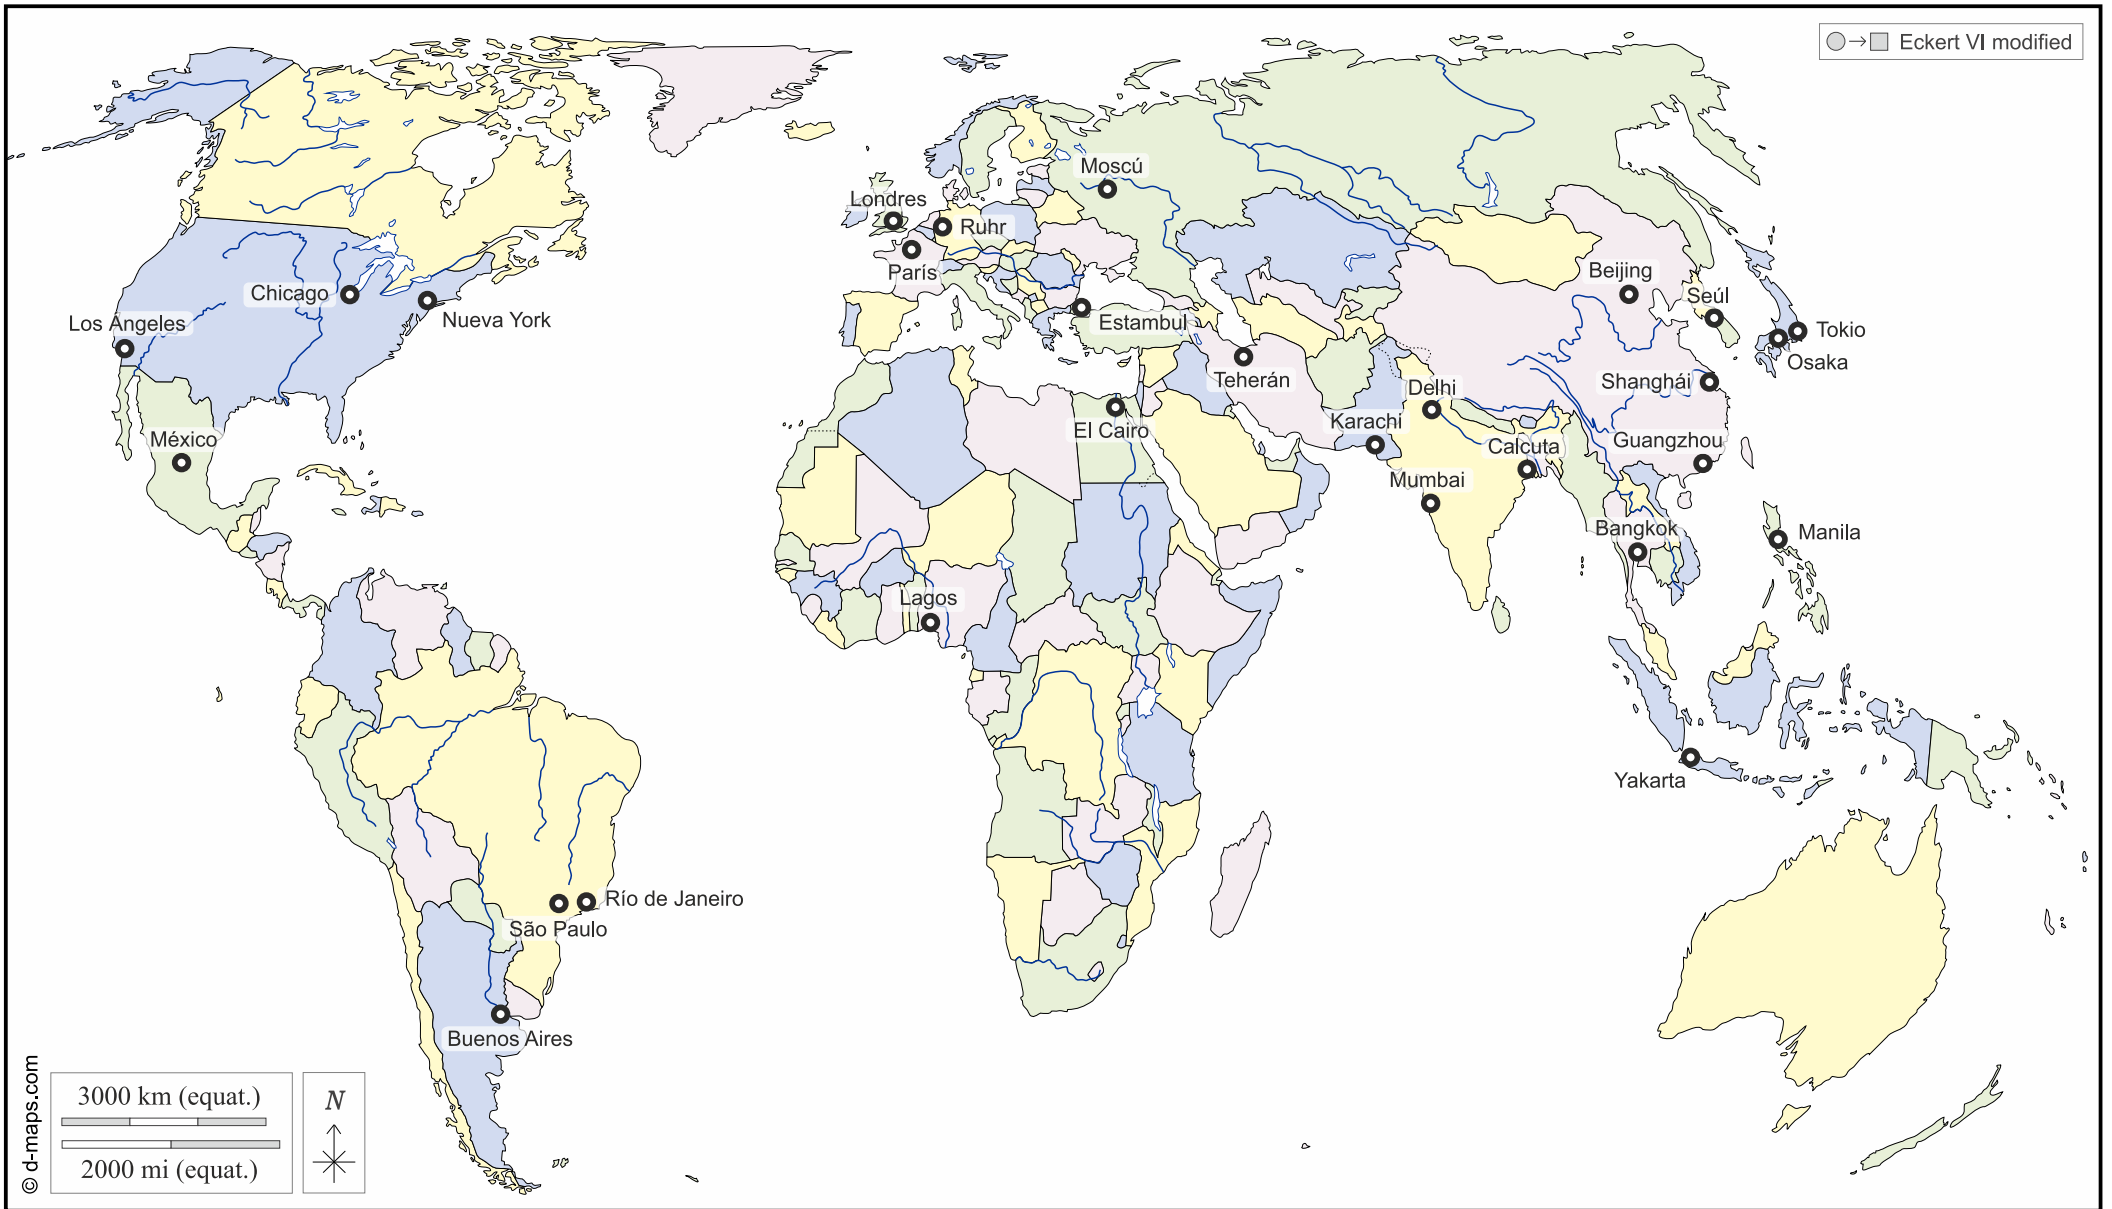 Eckert VI modified
Moscú
Londres
Ruhr
París
Beijing
Chicago
Seúl
Nueva York
Los Ángeles
Estambul
Tokio
Osaka
Teherán
Shanghái
Delhi
Karachi
El Cairo
México
Guangzhou
Calcuta
Mumbai
Bangkok
Manila
Lagos
Yakarta
Río de Janeiro
São Paulo
Buenos Aires
© d-maps.com
3000 km (equat.)
2000 mi (equat.)
N